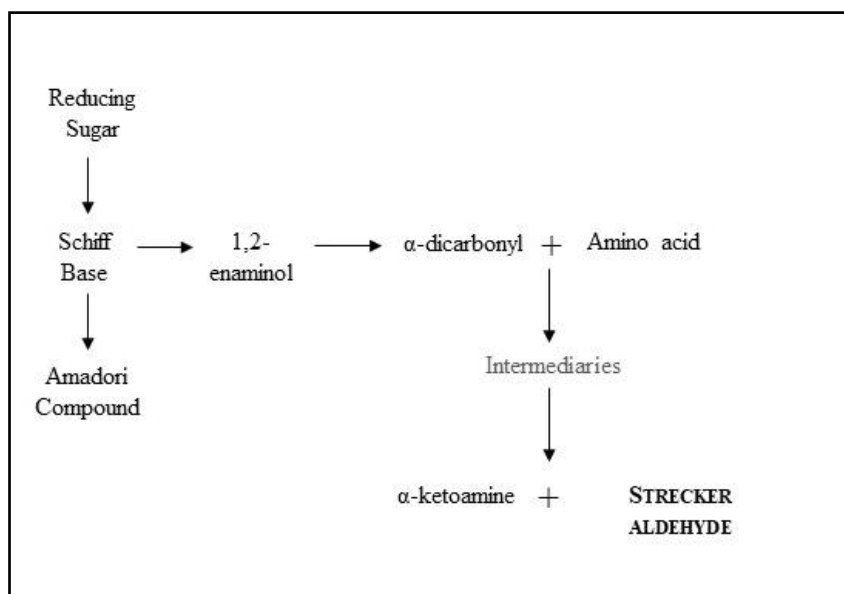 Reducing
Sugar
Schiff
Base
1,2-
enaminol
α-dicarbonyl + Amino acid
Intermediaries
Amadori
Compound
α-ketoamine + STRECKER
ALDEHYDE